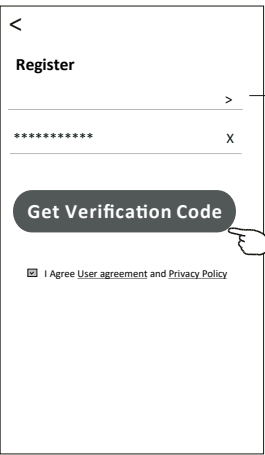 <
Register
>
*********** X
Get Verification Code
I Agree User agreement and Privacy Policy